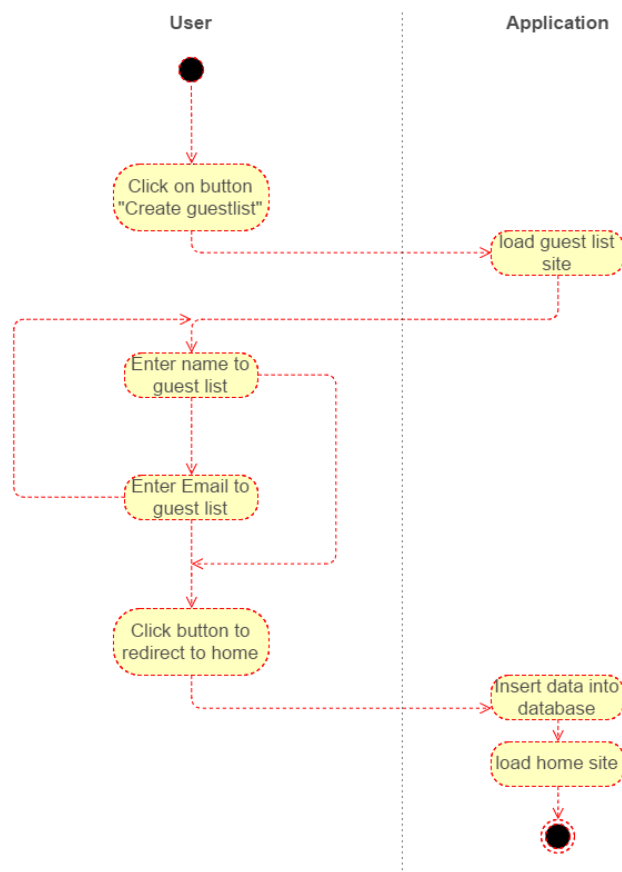 User
Application
Click on button
"Create guestlist"
load guest list
site
Enter name to
guest list
Enter Email to
guest list
Click button to
redirect to home
Insert data into
database
load home site